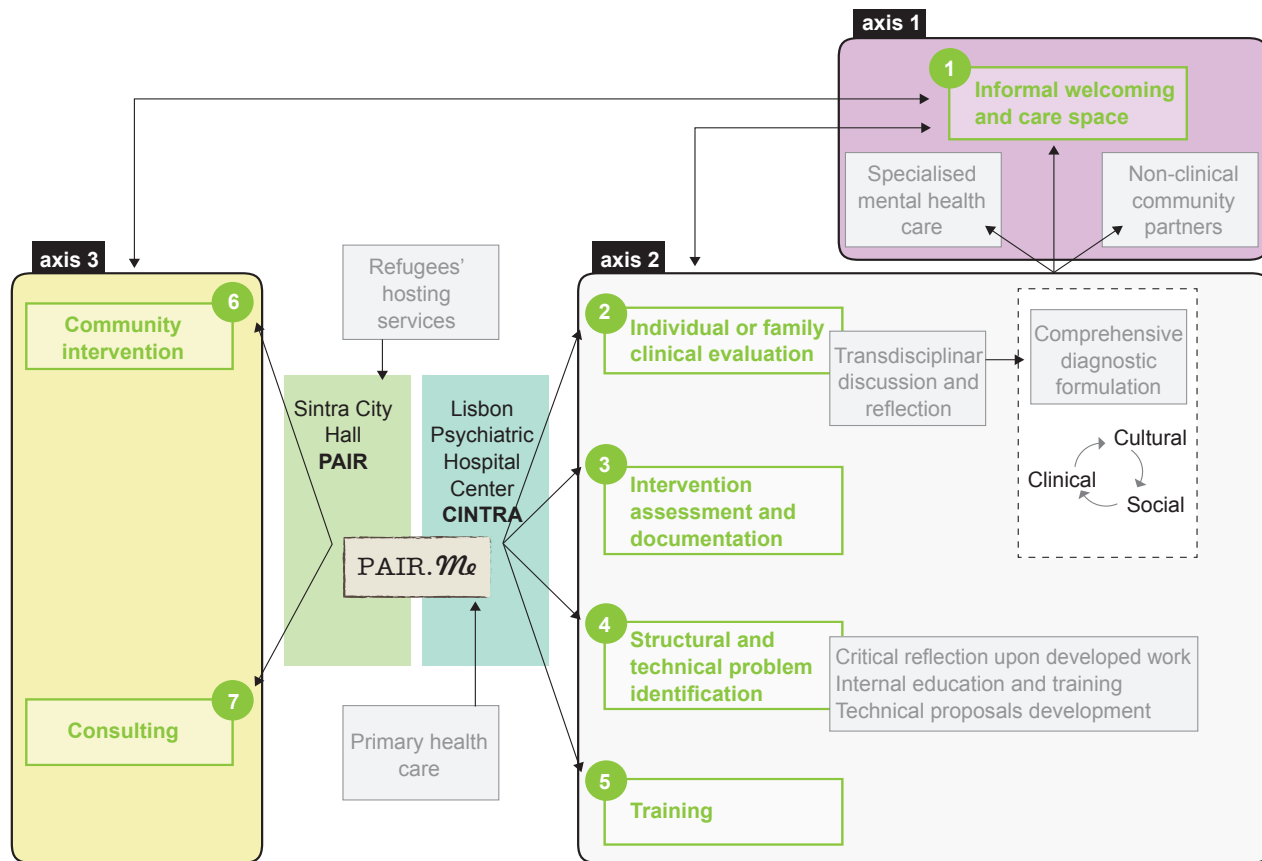 axis 1
1
Informal welcoming
and care space
Specialised
mental health
care
Non-clinical
community
partners
axis 3
6
Community
intervention
7
Consulting
Refugees'
hosting
services
Sintra City
Hall
PAIR
Lisbon
Psychiatric
Hospital
Center
CINTRA
PAIR.Me
Primary health
care
axis 2
2
Individual or family
clinical evaluation
Transdisciplinar
discussion and
reflection
Comprehensive
diagnostic
formulation
Cultural
Clinical
Social
3
Intervention
assessment and
documentation
4
Structural and
technical problem
identification
Critical reflection upon developed work
Internal education and training
Technical proposals development
5
Training